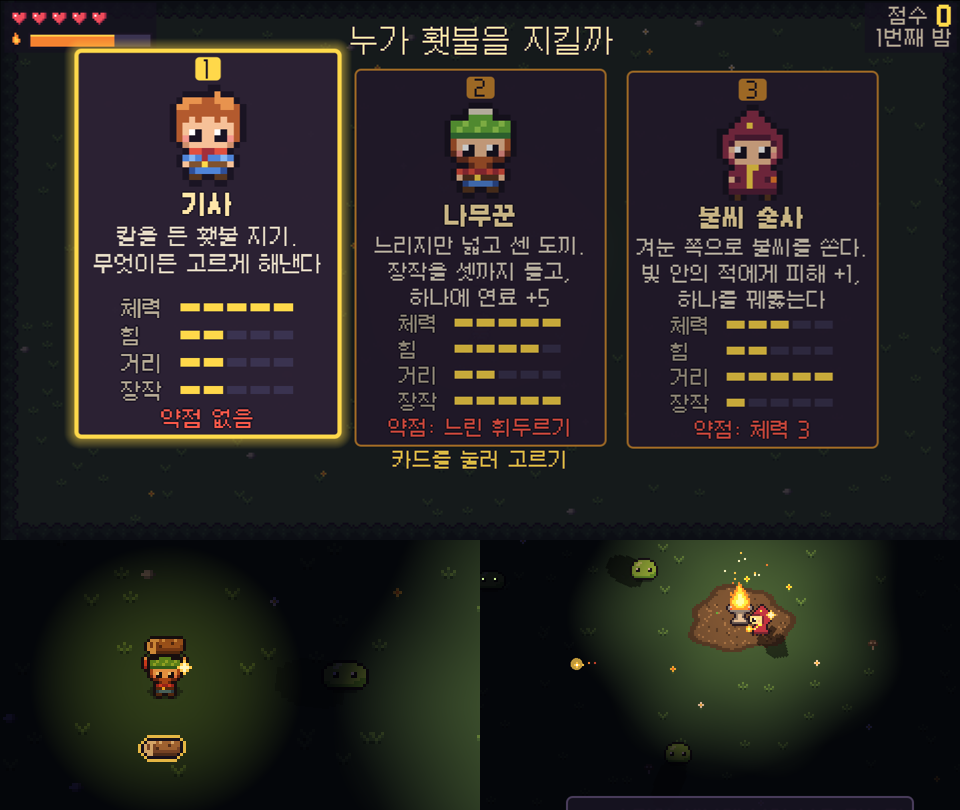 점수 0
1번째 밤
누가 횃불을 지킬까
1
기사
칼을 든 횃불 지기.
무엇이든 고르게 해낸다
체력
힘
거리
장작
약점 없음
2
나무꾼
느리지만 넓고 센 도끼.
장작을 셋까지 들고,
하나에 연료 +5
체력
힘
거리
장작
약점: 느린 휘두르기
3
불씨 술사
겨눈 쪽으로 불씨를 쏜다.
빛 안의 적에게 피해 +1,
하나를 꿰뚫는다
체력
힘
거리
장작
약점: 체력 3
카드를 눌러 고르기